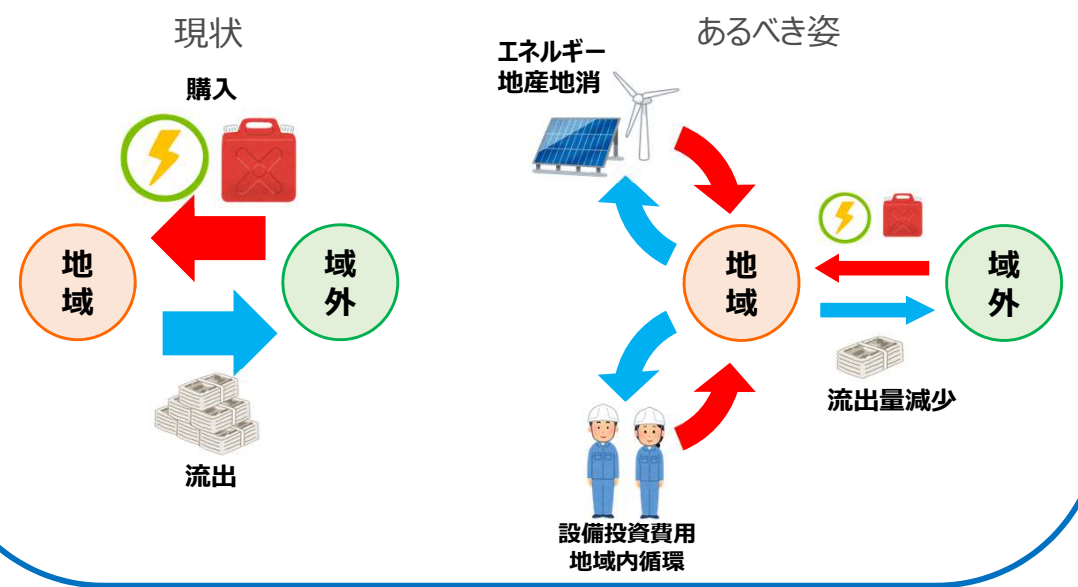 現状
購入
地
域
域
外
流出
あるべき姿
エネルギー
地産地消
地
域
域
外
流出量減少
設備投資費用
地域内循環